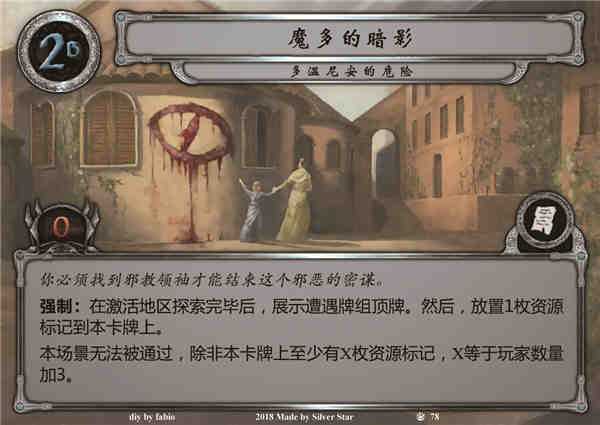 2B
魔多的暗影
多温尼安的危险
0
你必须找到邪教领袖才能结束这个邪恶的密谋。
强制：在激活地区探索完毕后，展示遭遇牌组顶牌。然后，放置1枚资源
标记到本卡牌上。
本场景无法被通过，除非本卡牌上至少有X枚资源标记，X等于玩家数量
加3。
diy by fabio 2018 Made by Silver Star 78